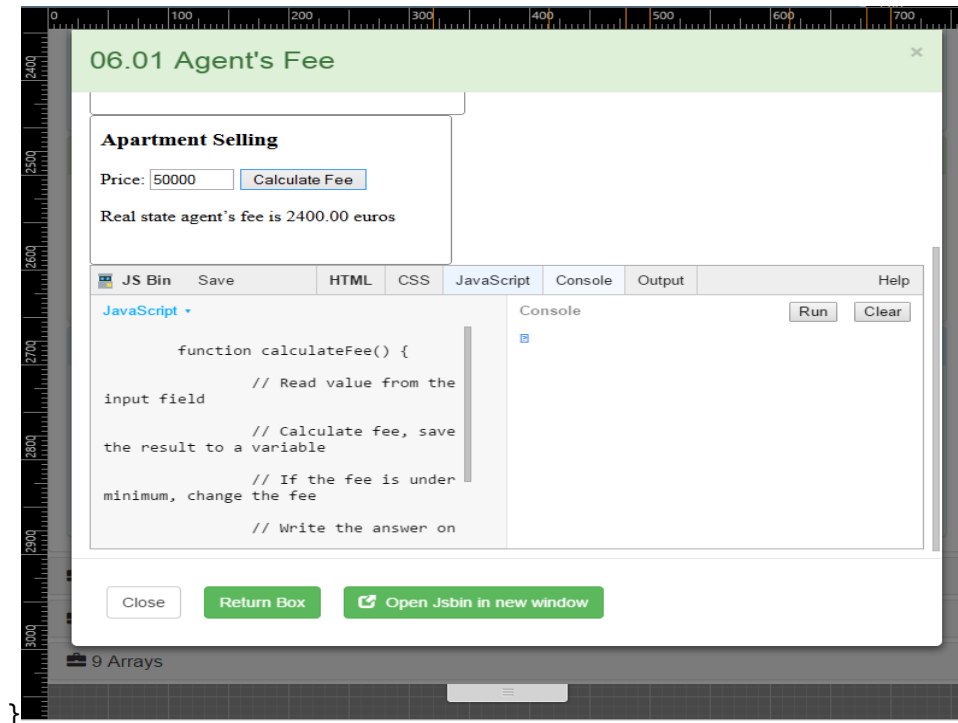 0 100 200 300 400 500 600 700
06.01 Agent's Fee ×
Apartment Selling
Price: 50000 Calculate Fee
Real state agent's fee is 2400.00 euros
JS Bin Save HTML CSS JavaScript Console Output Help
JavaScript Console Run Clear
function calculateFee() {
// Read value from the
input field
// Calculate fee, save
the result to a variable
// If the fee is under
minimum, change the fee
// Write the answer on
Close Return Box Open Jsbin in new window
9 Arrays
}
2400
2500
2600
2700
2800
2900
3000